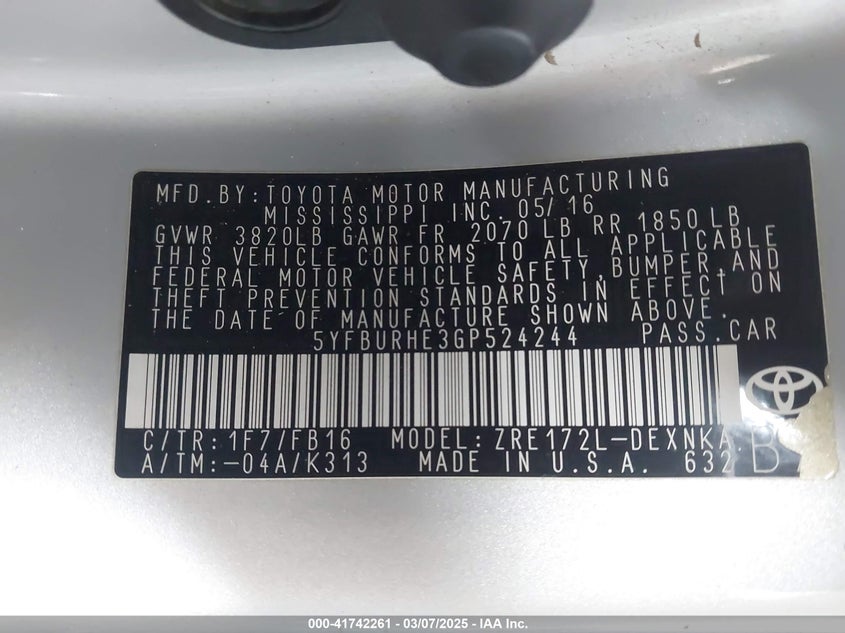 MFD.BY:TOYOTA MOTOR MANUFACTURING
MISSISSIPPI INC. 05/16
GVWR 3820LB GAWR FR 2070 LB RR 1850 LB
THIS VEHICLE CONFORMS TO ALL APPLICABLE
FEDERAL MOTOR VEHICLE SAFETY,BUMPER,AND
THEFT PREVENTION STANDARDS IN EFFECT ON
THE DATE OF MANUFACTURE SHOWN ABOVE.
5YFBURHE3GP524244 PASS.CAR
C/TR:1F7/FB16 MODEL:ZRE172L-DEXNKA
A/TM:-04A/K313 MADE IN U.S.A. 632
000-41742261 - 03/07/2025 - IAA Inc.